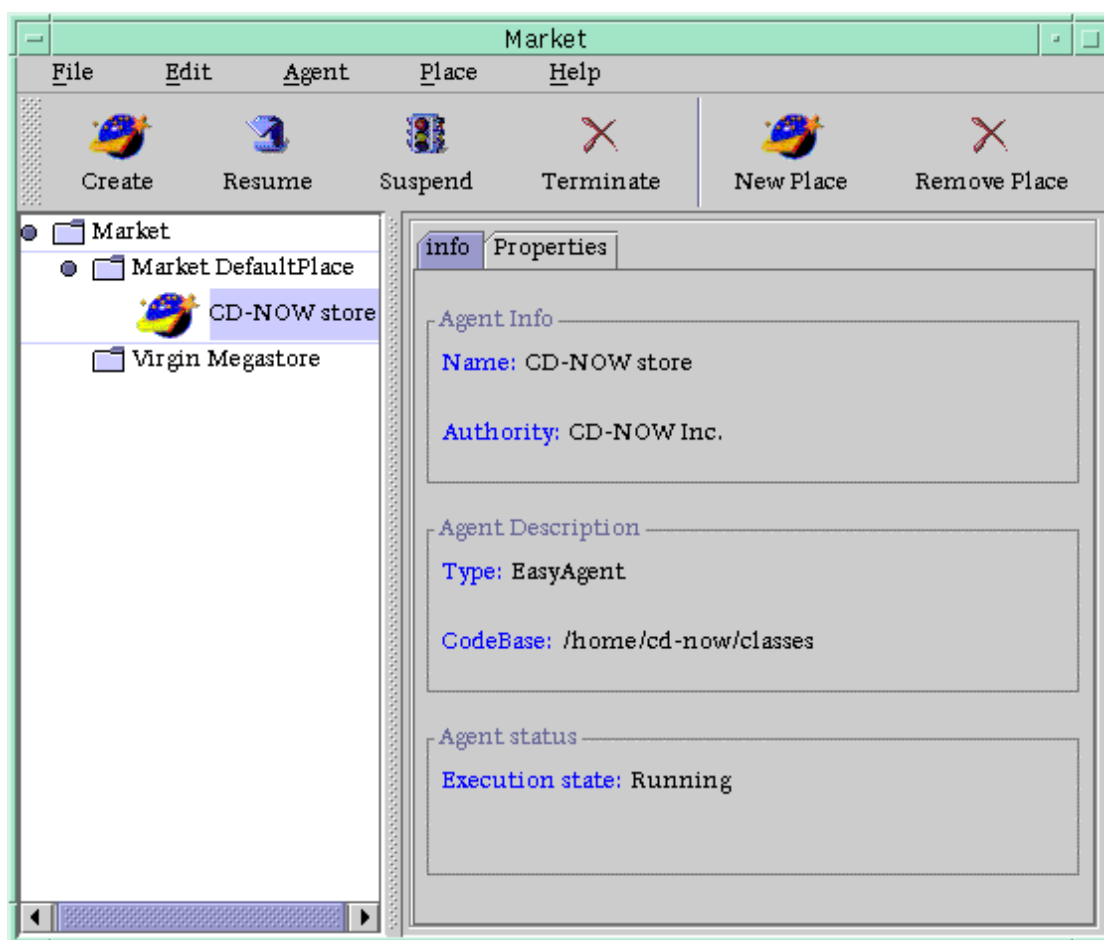 Market
File Edit Agent Place Help
Create Resume Suspend Terminate New Place Remove Place
Market
Market DefaultPlace
CD-NOW store
Virgin Megastore
info Properties
Agent Info
Name: CD-NOW store
Authority: CD-NOW Inc.
Agent Description
Type: EasyAgent
CodeBase: /home/cd-now/classes
Agent status
Execution state: Running